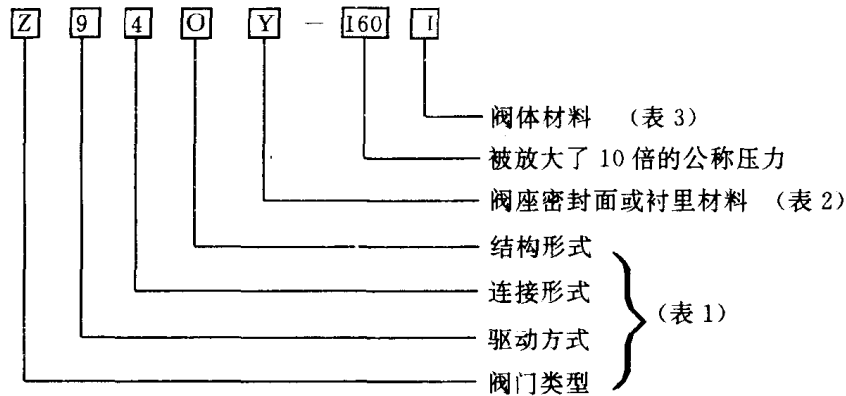 Z 9 4 O Y - I60 I
阀体材料 (表 3)
被放大了 10 倍的公称压力
阀座密封面或衬里材料 (表 2)
结构形式
连接形式
(表 1)
驱动方式
阀门类型